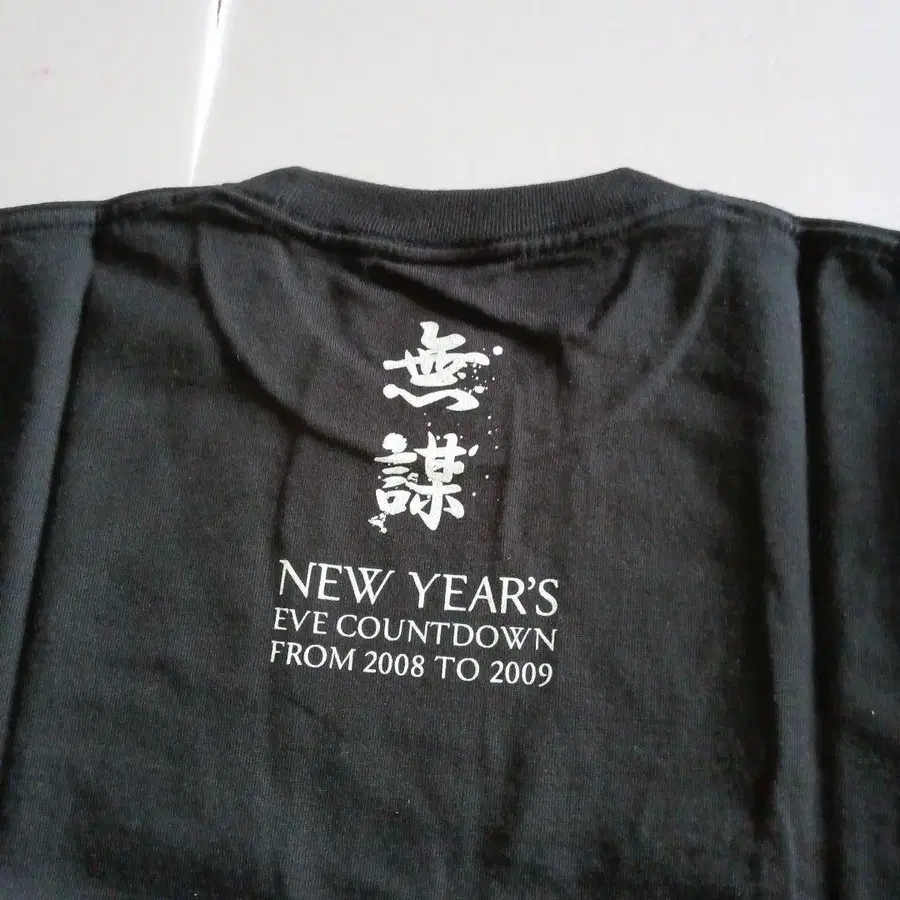 無
謀
NEW YEAR'S
EVE COUNTDOWN
FROM 2008 TO 2009